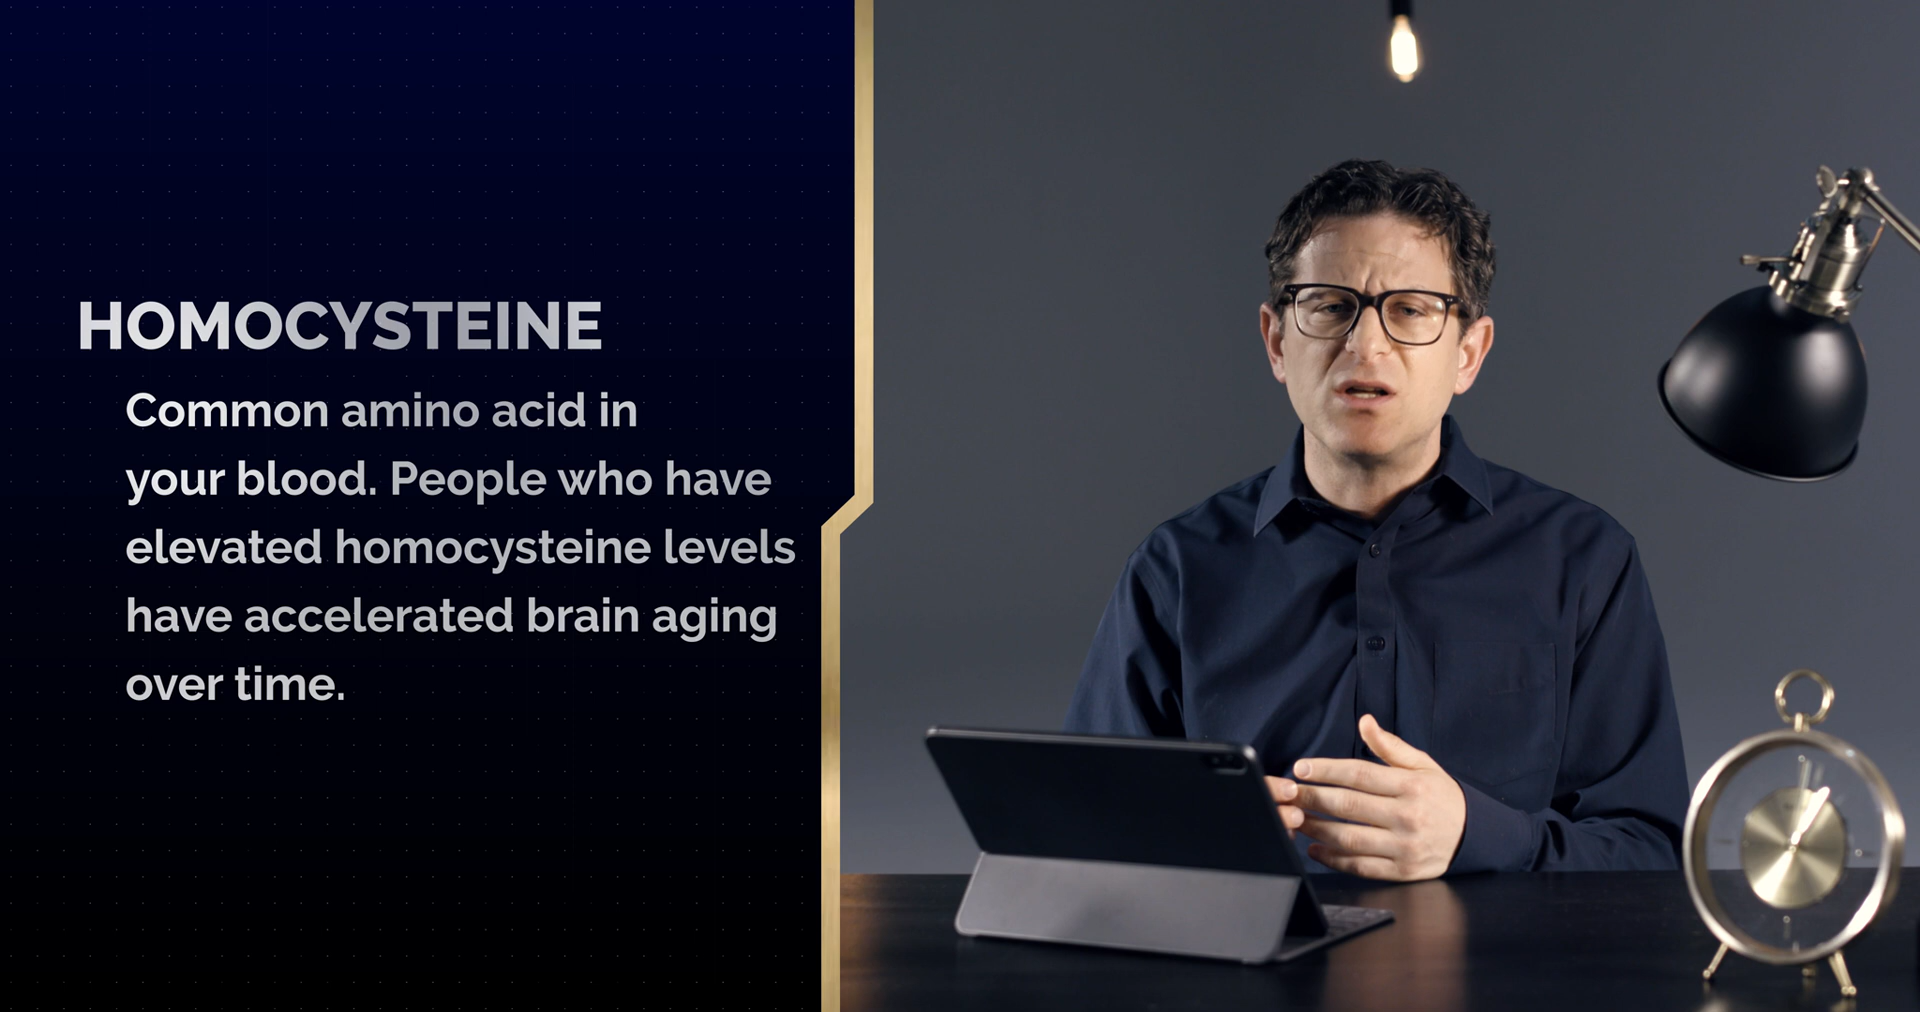 HOMOCYSTEINE
Common amino acid in
your blood. People who have
elevated homocysteine levels
have accelerated brain aging
over time.